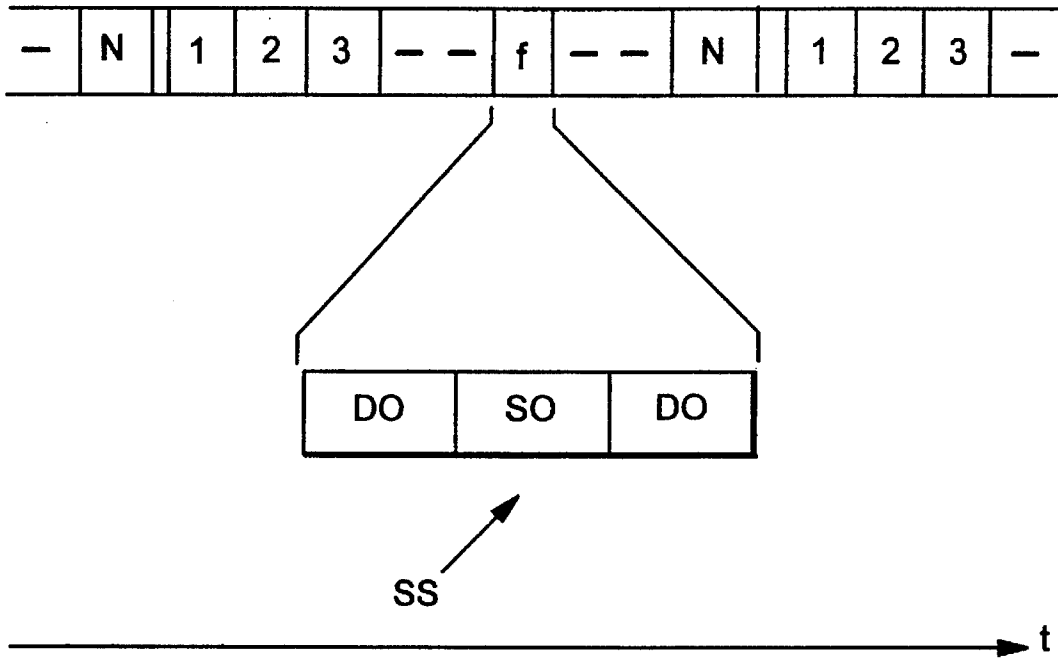 — N 1 2 3 — — f — — N 1 2 3 —
DO SO DO
SS
t